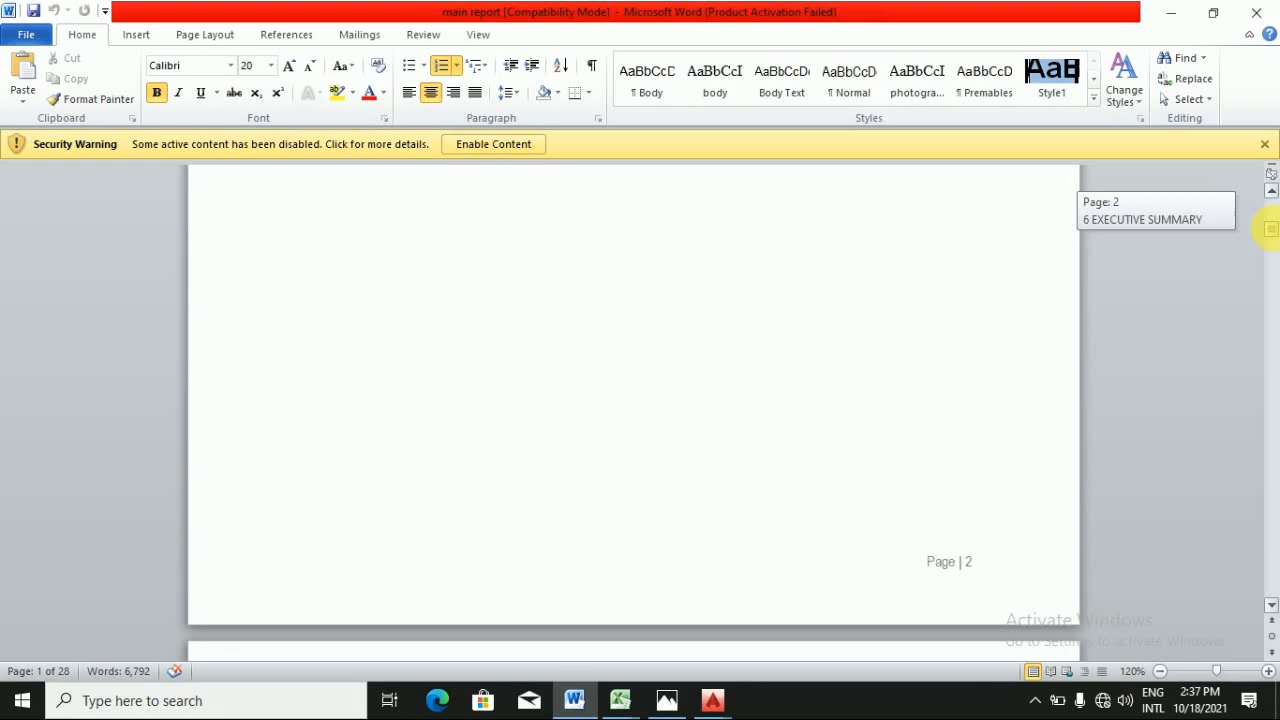 main report [Compatibility Mode] - Microsoft Word (Product Activation Failed)
File Home Insert Page Layout References Mailings Review View
Paste
Cut
Copy
Format Painter
Clipboard
Calibri 20
Font
Paragraph
AaBbCcD AaBbCcI AaBbCcDd AaBbCcD AaBbCcI AaBbCcD AaB
¶ Body body Body Text ¶ Normal photogra... ¶ Premables Style1
Change Styles
Styles
Find
Replace
Select
Editing
Security Warning Some active content has been disabled. Click for more details. Enable Content
Page: 2
6 EXECUTIVE SUMMARY
Page | 2
Activate Windows
Go to Settings to activate Windows.
Page: 1 of 28 Words: 6,792 120%
Type here to search
ENG 2:37 PM
INTL 10/18/2021